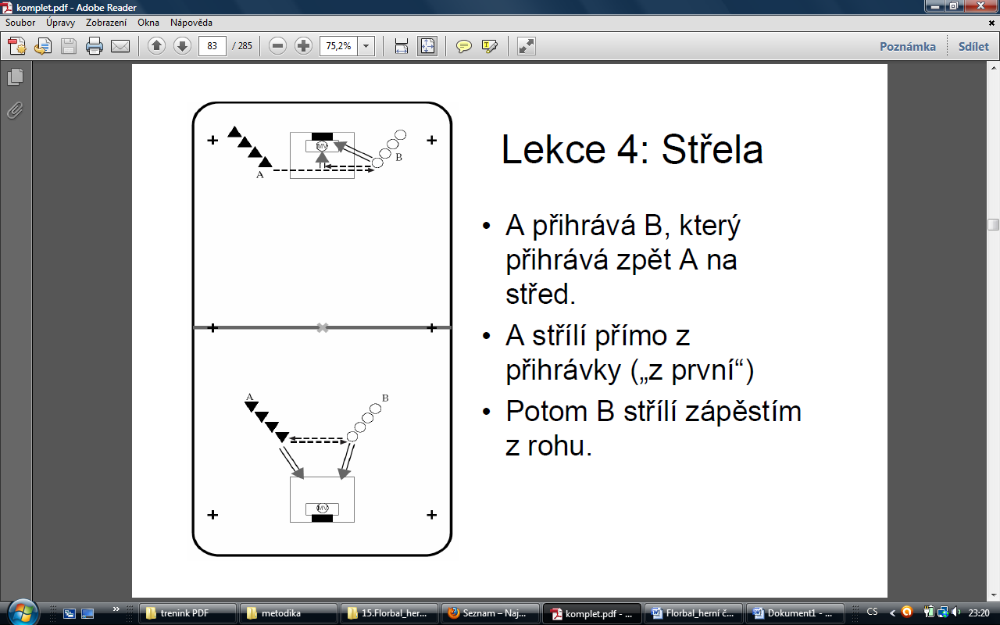 komplet.pdf - Adobe Reader
Soubor Úpravy Zobrazení Okna Nápověda
83 / 285 75,2% Poznámka Sdílet
MV
A
B
Lekce 4: Střela
• A přihrává B, který
přihrává zpět A na
střed.
• A střílí přímo z
přihrávky („z první“)
• Potom B střílí zápěstím
z rohu.
A
B
MV
trenink PDF metodika 15.Florbal_her... Seznam – Naj... komplet.pdf - ... Florbal_herní č... Dokument1 - ... CS 23:20